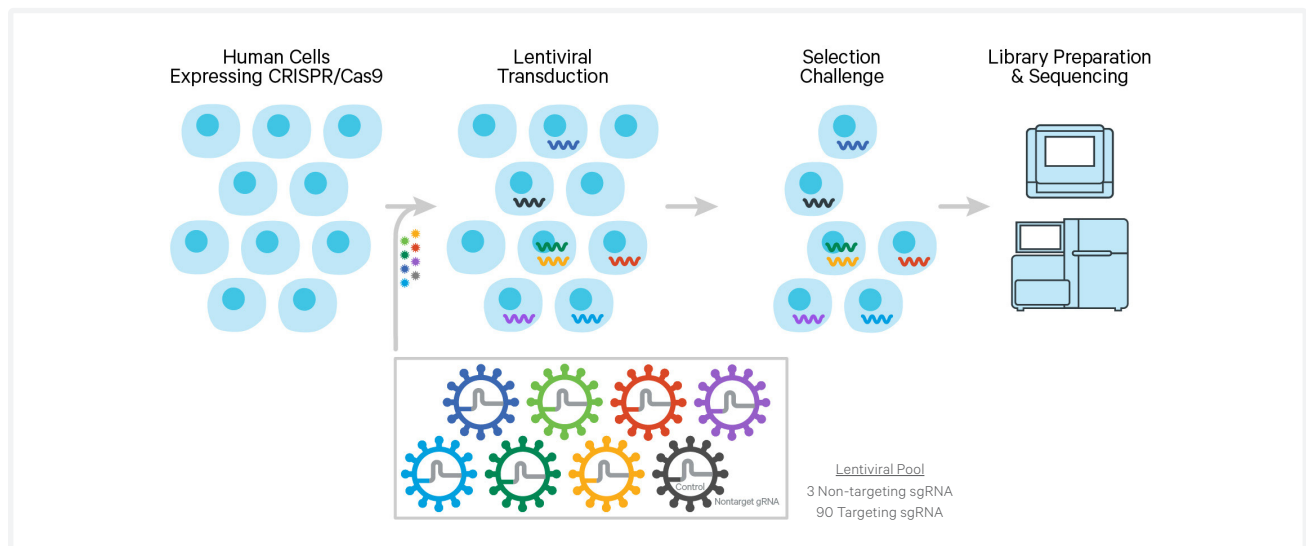 Human Cells
Expressing CRISPR/Cas9
Lentiviral
Transduction
Selection
Challenge
Library Preparation
& Sequencing
Control
Nontarget gRNA
Lentiviral Pool
3 Non-targeting sgRNA
90 Targeting sgRNA